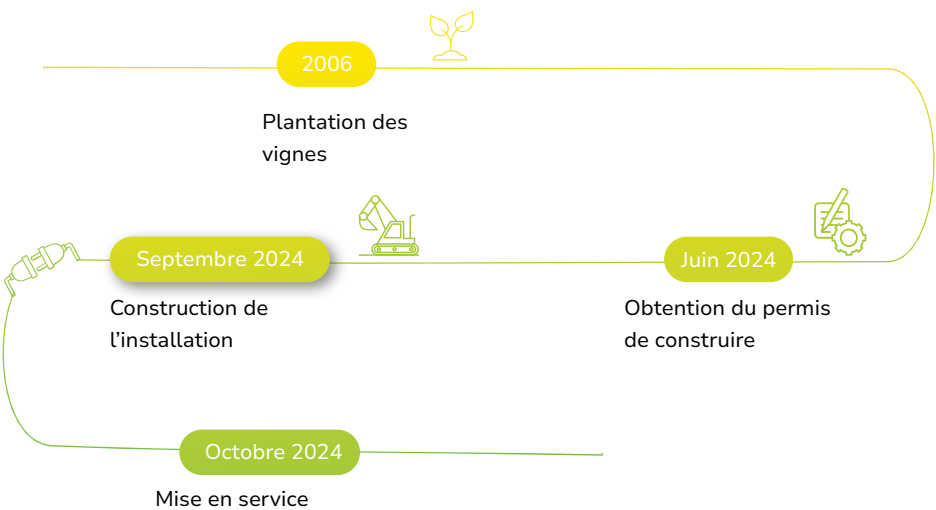 2006
Plantation des
vignes
Juin 2024
Obtention du permis
de construire
Septembre 2024
Construction de
l’installation
Octobre 2024
Mise en service